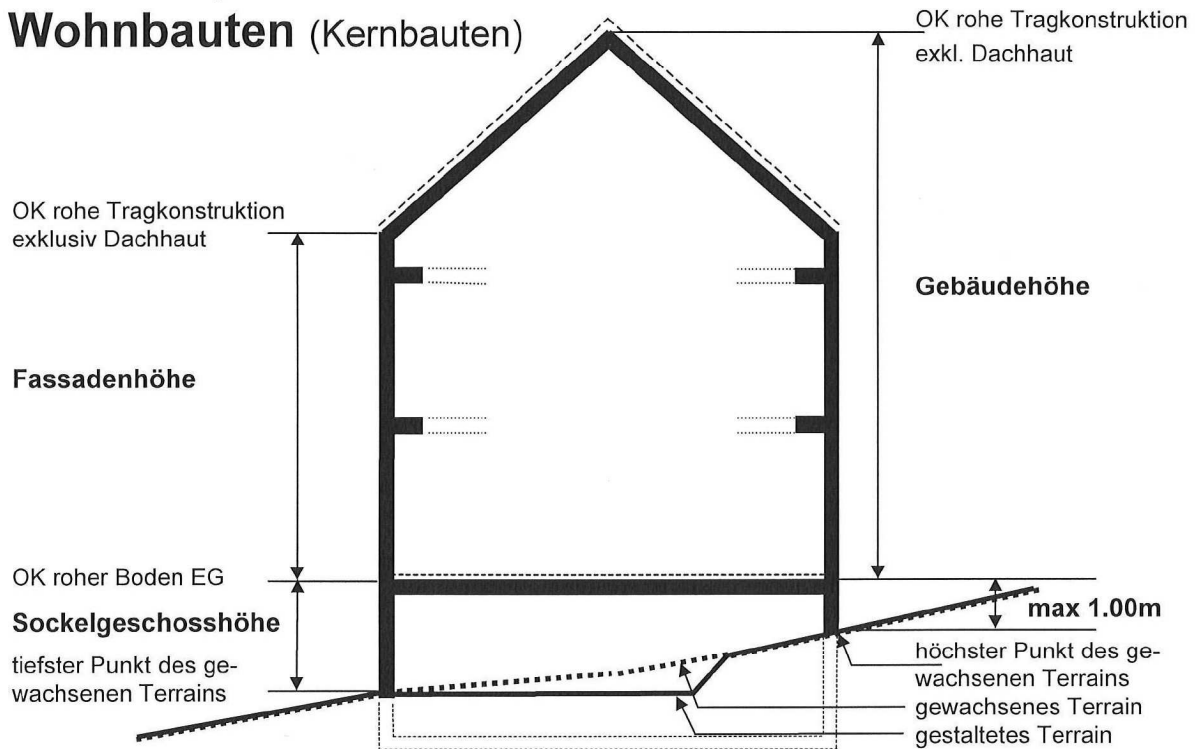 Wohnbauten (Kernbauten)
OK rohe Tragkonstruktion
exkl. Dachhaut
OK rohe Tragkonstruktion
exklusiv Dachhaut
Gebäudehöhe
Fassadenhöhe
OK roher Boden EG
Sockelgeschosshöhe
max 1.00m
tiefster Punkt des ge-
wachsenen Terrains
höchster Punkt des ge-
wachsenen Terrains
gewachsenes Terrain
gestaltetes Terrain